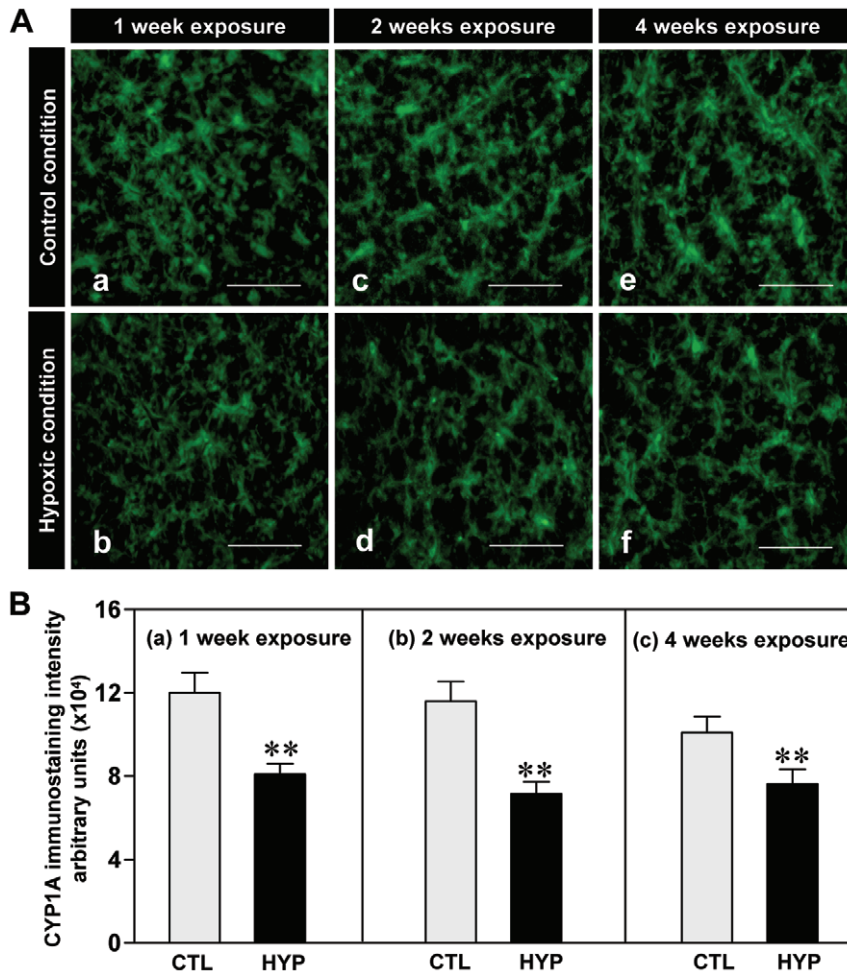 A
1 week exposure
2 weeks exposure
4 weeks exposure
Control condition
a
c
e
Hypoxic condition
b
d
f
B
CYP1A immunostaining intensity
arbitrary units (x10⁴)
16
12
8
4
0
(a) 1 week exposure
(b) 2 weeks exposure
(c) 4 weeks exposure
**
**
**
CTL HYP CTL HYP CTL HYP